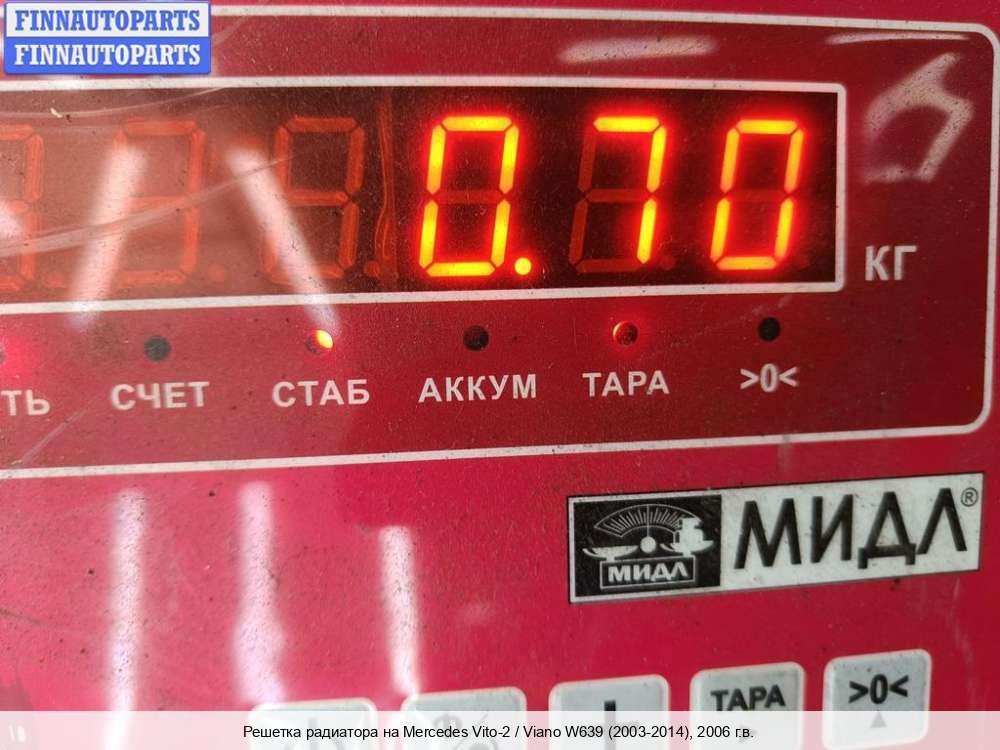 FINNAUTOPARTS
FINNAUTOPARTS
0.70
КГ
ТЬ СЧЕТ СТАБ АККУМ ТАРА >0<
МИДЛ МИДЛ®
ТАРА >0<
Решетка радиатора на Mercedes Vito-2 / Viano W639 (2003-2014), 2006 г.в.